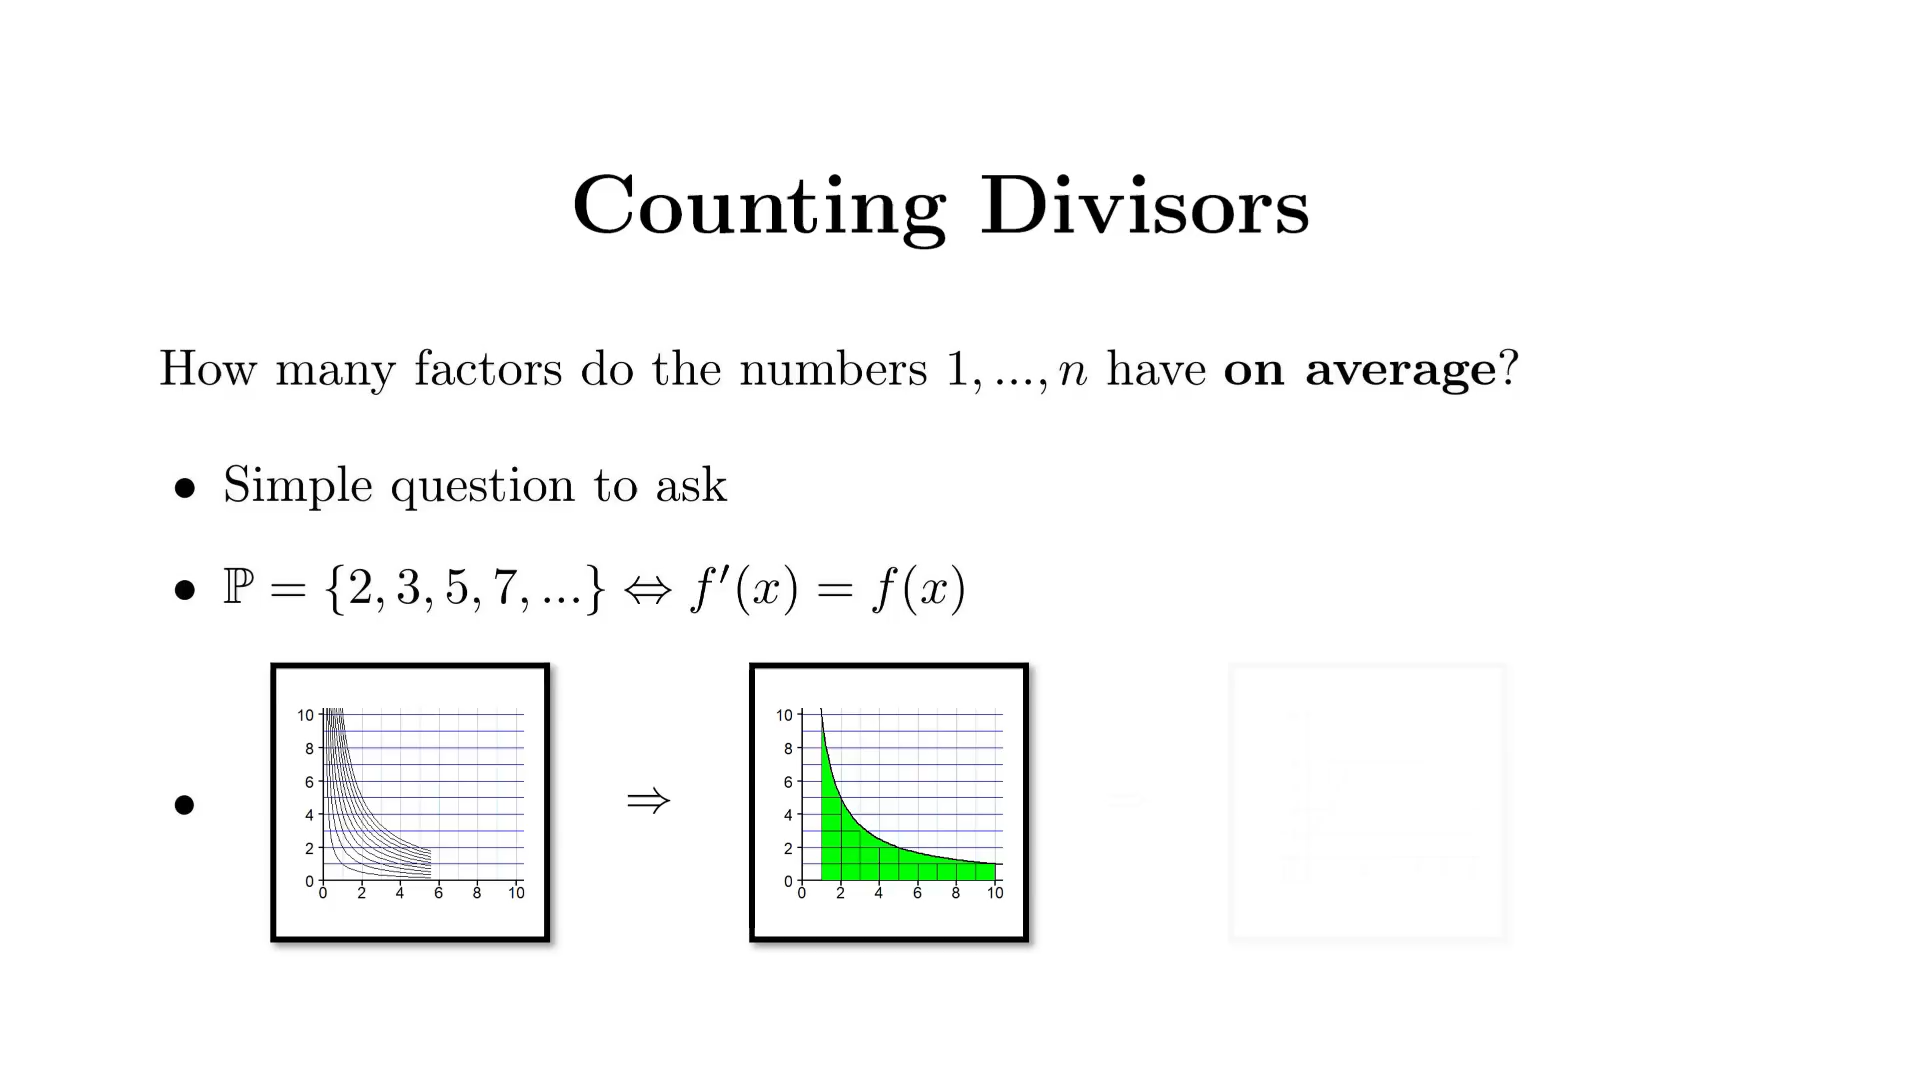 Counting Divisors
How many factors do the numbers 1, ..., n have on average?
• Simple question to ask
• ℙ = {2, 3, 5, 7, ...} ⇔ f′(x) = f(x)
• ⇒
10
8
6
4
2
0
0 2 4 6 8 10
10
8
6
4
2
0
0 2 4 6 8 10